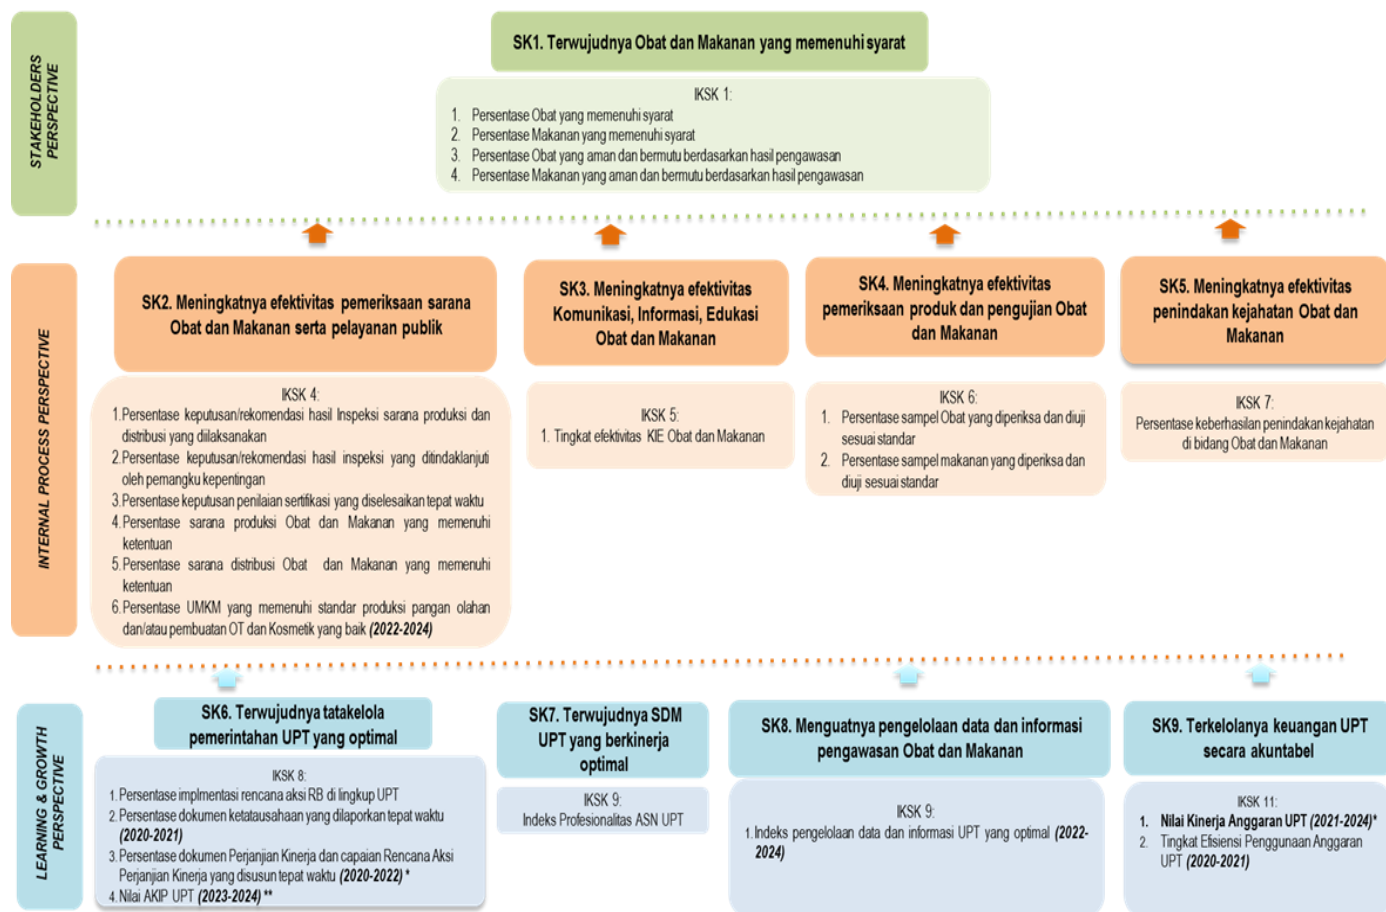 STAKEHOLDERS
PERSPECTIVE
SK1. Terwujudnya Obat dan Makanan yang memenuhi syarat
IKSK 1:
1. Persentase Obat yang memenuhi syarat
2. Persentase Makanan yang memenuhi syarat
3. Persentase Obat yang aman dan bermutu berdasarkan hasil pengawasan
4. Persentase Makanan yang aman dan bermutu berdasarkan hasil pengawasan
INTERNAL PROCESS PERSPECTIVE
SK2. Meningkatnya efektivitas pemeriksaan sarana
Obat dan Makanan serta pelayanan publik
IKSK 4:
1.Persentase keputusan/rekomendasi hasil Inspeksi sarana produksi dan
distribusi yang dilaksanakan
2.Persentase keputusan/rekomendasi hasil inspeksi yang ditindaklanjuti
oleh pemangku kepentingan
3.Persentase keputusan penilaian sertifikasi yang diselesaikan tepat waktu
4.Persentase sarana produksi Obat dan Makanan yang memenuhi
ketentuan
5.Persentase sarana distribusi Obat dan Makanan yang memenuhi
ketentuan
6.Persentase UMKM yang memenuhi standar produksi pangan olahan
dan/atau pembuatan OT dan Kosmetik yang baik (2022-2024)
SK3. Meningkatnya efektivitas
Komunikasi, Informasi, Edukasi
Obat dan Makanan
IKSK 5:
1. Tingkat efektivitas KIE Obat dan Makanan
SK4. Meningkatnya efektivitas
pemeriksaan produk dan pengujian Obat
dan Makanan
IKSK 6:
1. Persentase sampel Obat yang diperiksa dan diuji
sesuai standar
2. Persentase sampel makanan yang diperiksa dan
diuji sesuai standar
SK5. Meningkatnya efektivitas
penindakan kejahatan Obat dan
Makanan
IKSK 7:
Persentase keberhasilan penindakan kejahatan
di bidang Obat dan Makanan
LEARNING & GROWTH
PERSPECTIVE
SK6. Terwujudnya tatakelola
pemerintahan UPT yang optimal
IKSK 8:
1. Persentase implmentasi rencana aksi RB di lingkup UPT
2. Persentase dokumen ketatausahaan yang dilaporkan tepat waktu
(2020-2021)
3. Persentase dokumen Perjanjian Kinerja dan capaian Rencana Aksi
Perjanjian Kinerja yang disusun tepat waktu (2020-2022) *
4. Nilai AKIP UPT (2023-2024) **
SK7. Terwujudnya SDM
UPT yang berkinerja
optimal
IKSK 9:
Indeks Profesionalitas ASN UPT
SK8. Menguatnya pengelolaan data dan informasi
pengawasan Obat dan Makanan
IKSK 9:
1.Indeks pengelolaan data dan informasi UPT yang optimal (2022-
2024)
SK9. Terkelolanya keuangan UPT
secara akuntabel
IKSK 11:
1. Nilai Kinerja Anggaran UPT (2021-2024)*
2. Tingkat Efisiensi Penggunaan Anggaran
UPT (2020-2021)